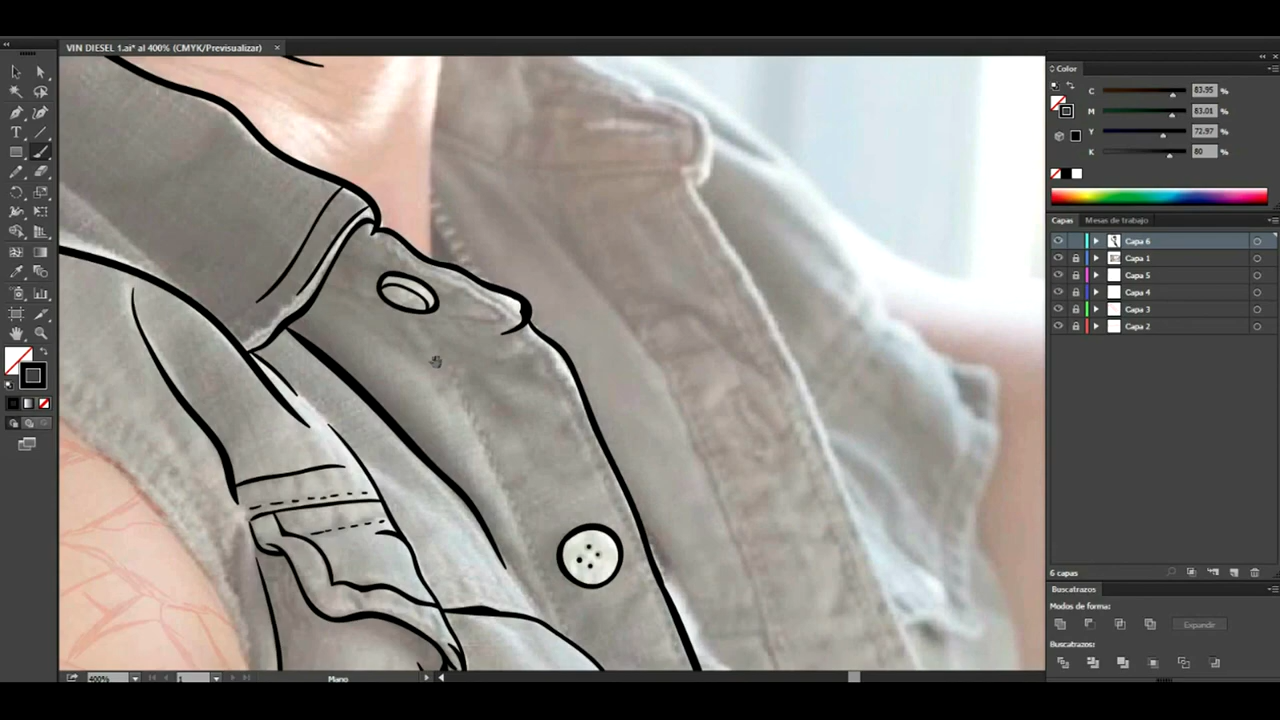 VIN DIESEL 1.ai* al 400% (CMYK/Previsualizar) ×
Color
C 83.95 %
M 83.01 %
Y 72.97 %
K 80 %
Capas Mesas de trabajo
Capa 6
Capa 1
Capa 5
Capa 4
Capa 3
Capa 2
6 capas
Buscatrazos
Modos de forma:
Expandir
Buscatrazos:
400% 1 Mano